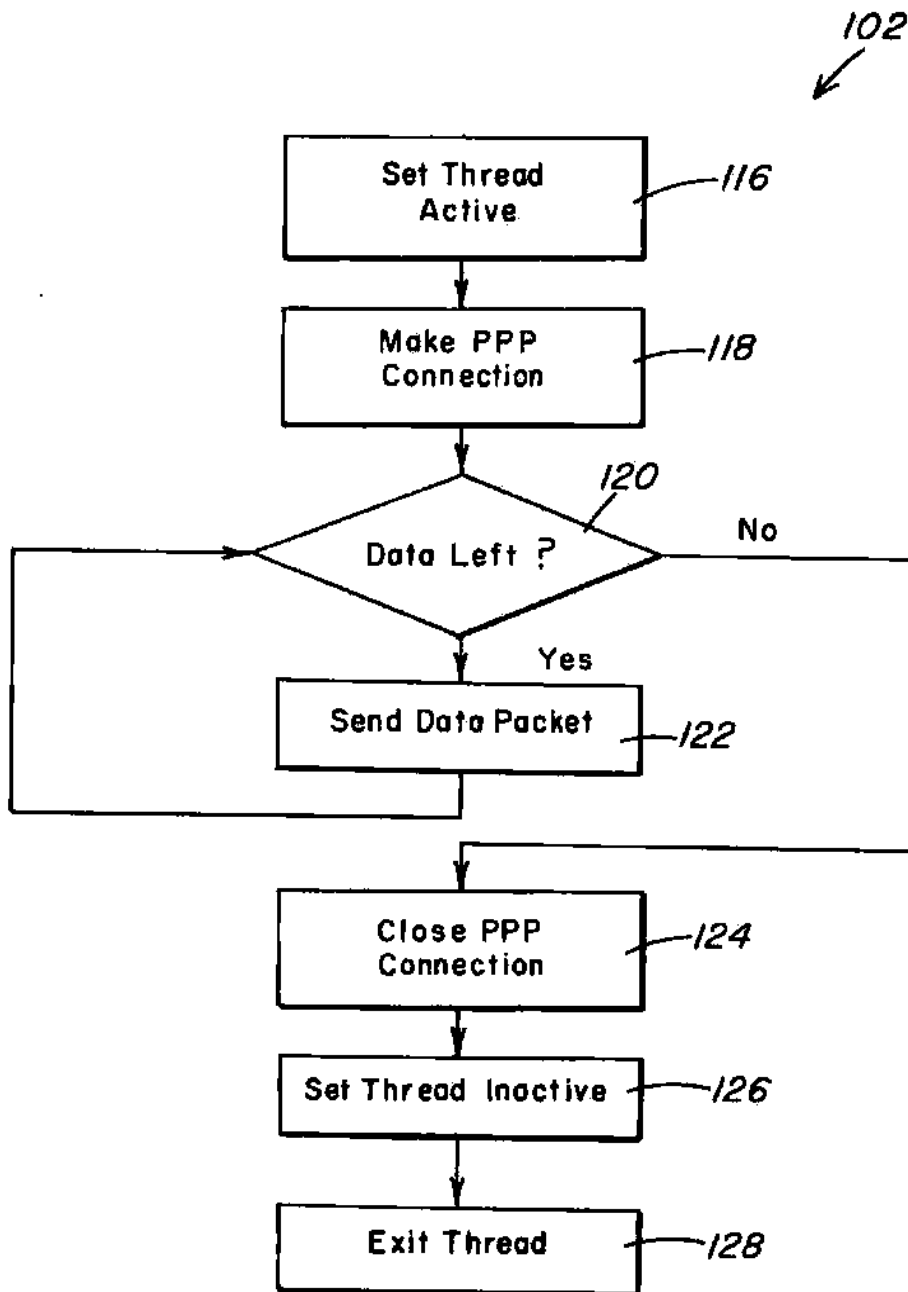 102
Set Thread
Active
116
Make PPP
Connection
118
120
Data Left ?
No
Yes
Send Data Packet
122
Close PPP
Connection
124
Set Thread Inactive
126
Exit Thread
128